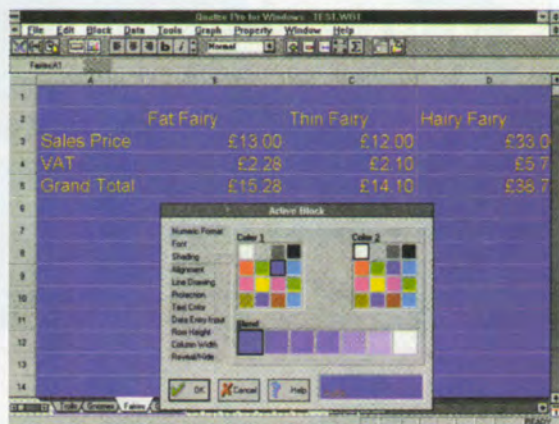 Quattro Pro for Windows - TEST.WB1
File Edit Block Data Tools Graph Property Window Help
Normal
Fairies:A1
A B C D
1
2 Fat Fairy Thin Fairy Hairy Fairy
3 Sales Price £13.00 £12.00 £33.0
4 VAT £2.28 £2.10 £5.7
5 Grand Total £15.28 £14.10 £38.7
6
7
8
9
10
11
12
13
14
Active Block
Numeric Format
Font
Shading
Alignment
Line Drawing
Protection
Text Color
Data Entry Input
Row Height
Column Width
Reveal/Hide
Color 1
Color 2
Blend
OK Cancel Help
Trolls Gnomes Fairies
READY